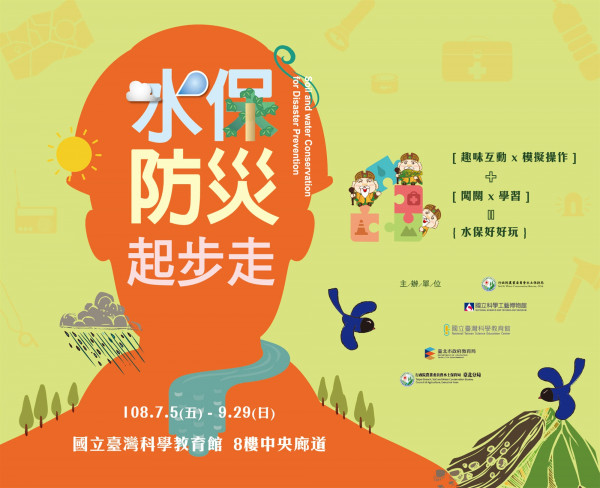 水保
防災
起步走
Soil and water Conservation
for Disaster Prevention
[ 趣味互動 x 模擬操作 ]
+
[ 闖關 x 學習 ]
=
[ 水保好好玩 ]
主/辦/單/位
行政院農業委員會水土保持局
國立科學工藝博物館
國立臺灣科學教育館
National Taiwan Science Education Center
臺北市政府教育局
行政院農業委員會水土保持局 臺北分局
108.7.5(五) - 9.29(日)
國立臺灣科學教育館 8樓中央廊道